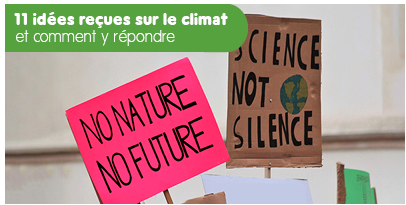 11 idées reçues sur le climat
et comment y répondre
SCIENCE
NOT
SILENCE
NO NATURE
NO FUTURE